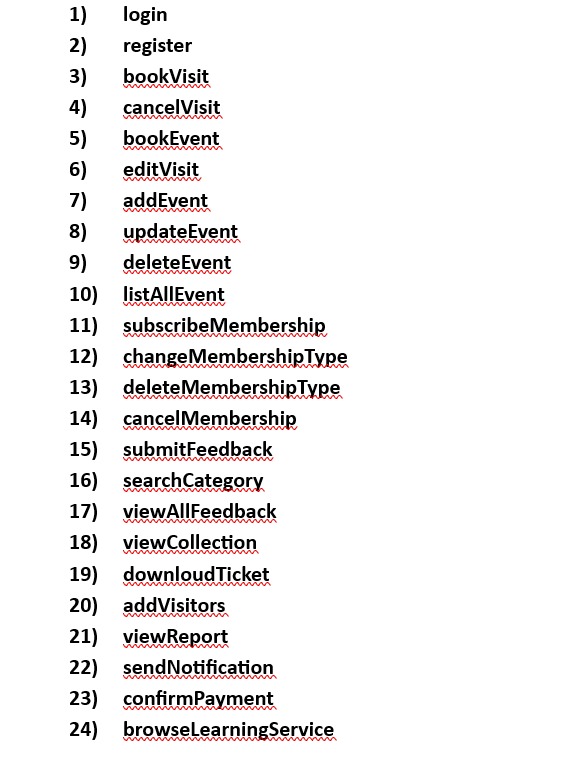 1) login
2) register
3) bookVisit
4) cancelVisit
5) bookEvent
6) editVisit
7) addEvent
8) updateEvent
9) deleteEvent
10) listAllEvent
11) subscribeMembership
12) changeMembershipType
13) deleteMembershipType
14) cancelMembership
15) submitFeedback
16) searchCategory
17) viewAllFeedback
18) viewCollection
19) downloudTicket
20) addVisitors
21) viewReport
22) sendNotification
23) confirmPayment
24) browseLearningService